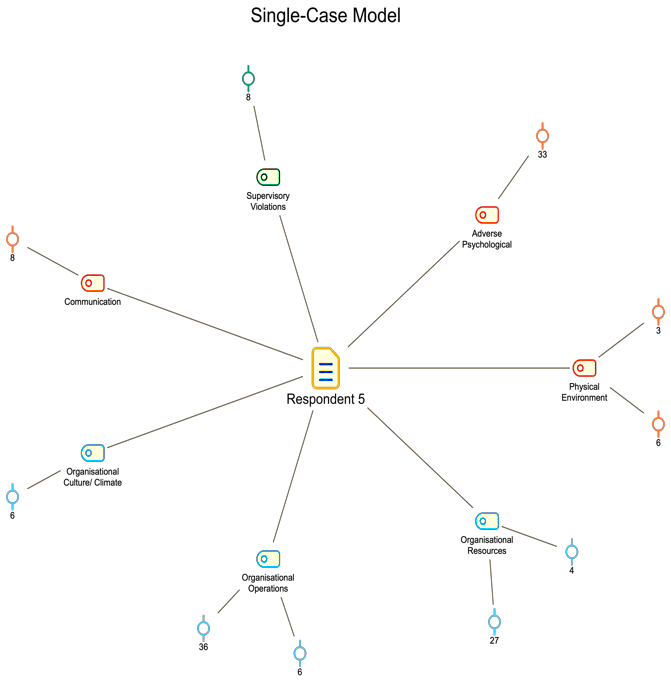 Single-Case Model
8
33
Supervisory
Violations
Adverse
Psychological
8
Communication
3
Physical
Environment
Respondent 5
6
Organisational
Culture/ Climate
6
Organisational
Resources
4
Organisational
Operations
27
36
6